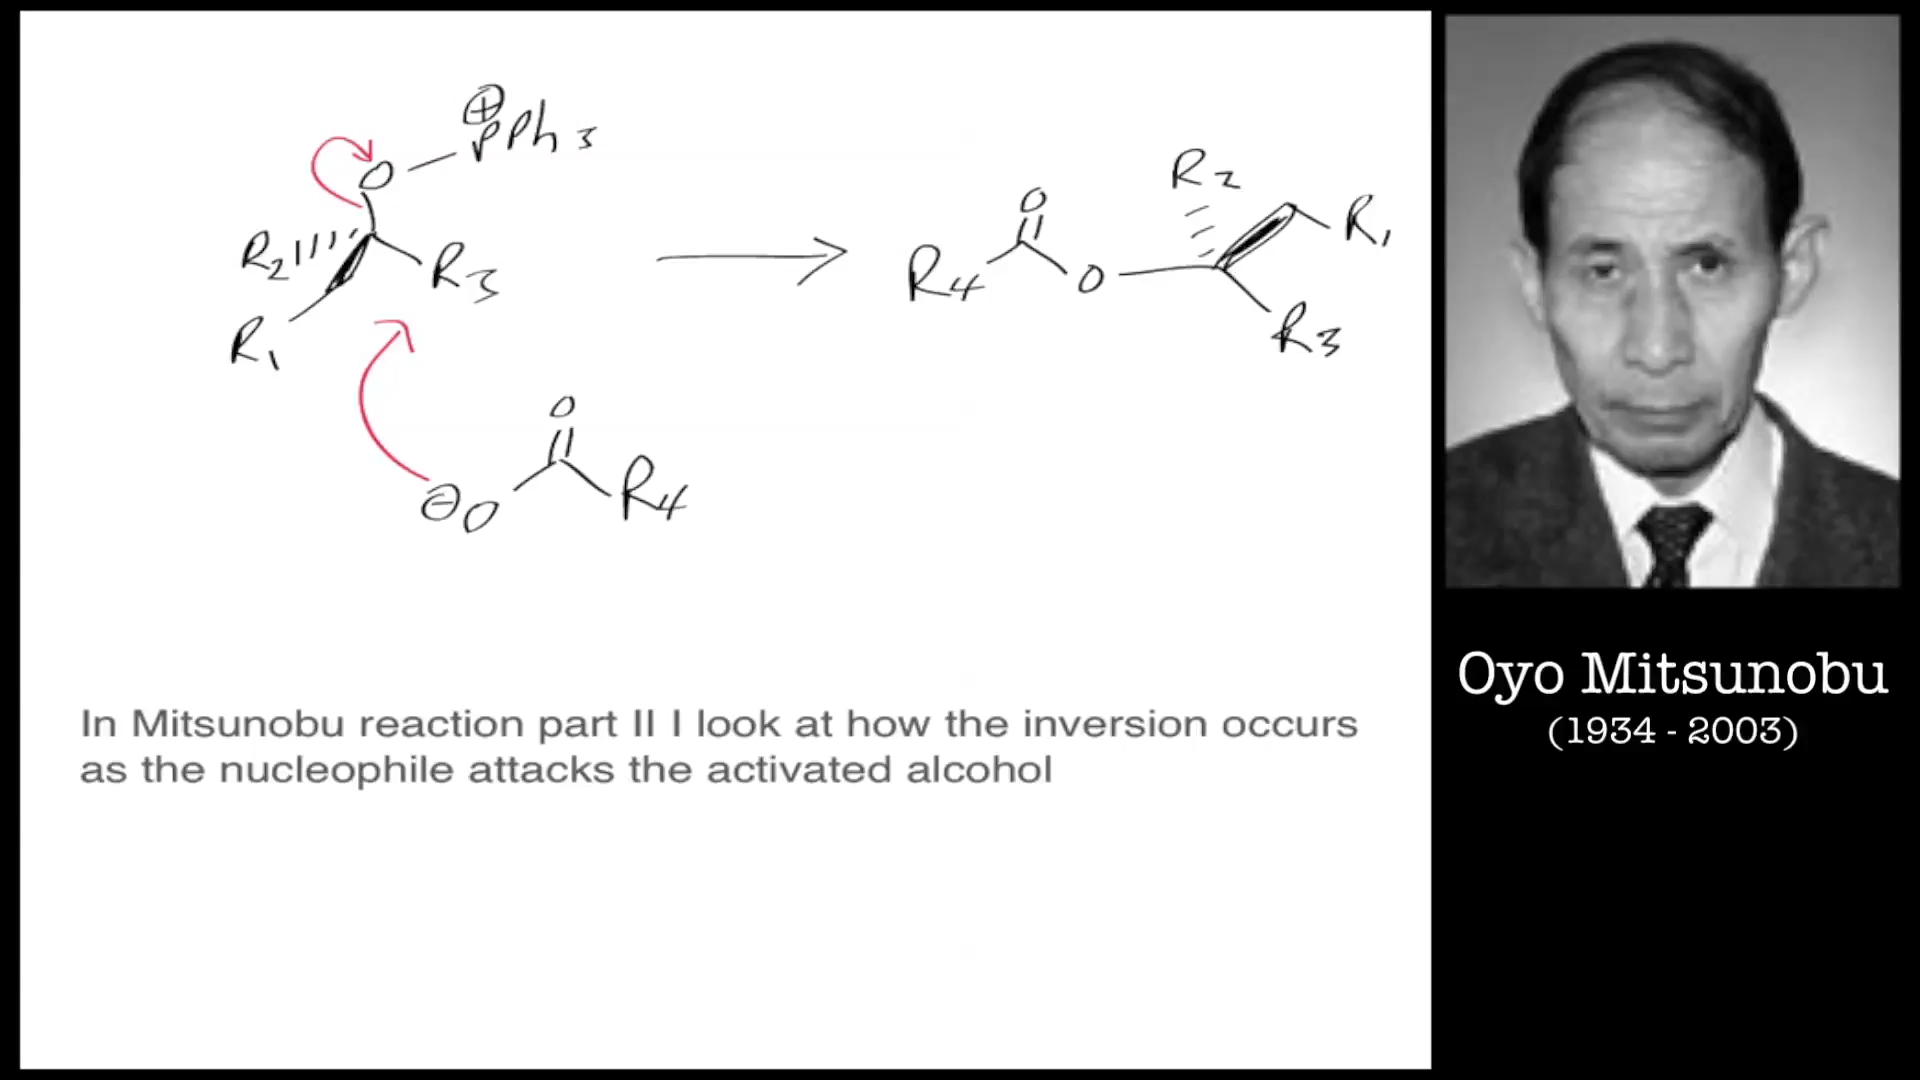 ⊕
PPh3
O
R2
R3
R1
O
⊖O
R4
O
R4
O
R2
R1
R3
In Mitsunobu reaction part II I look at how the inversion occurs
as the nucleophile attacks the activated alcohol
Oyo Mitsunobu
(1934 - 2003)